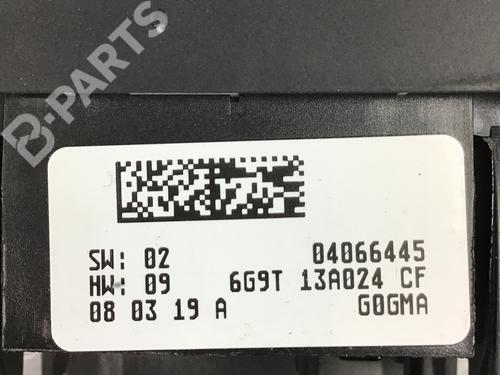 B-PARTS
SW: 02 04066445
HW: 09 6G9T 13A024 CF
08 03 19 A G0GMA